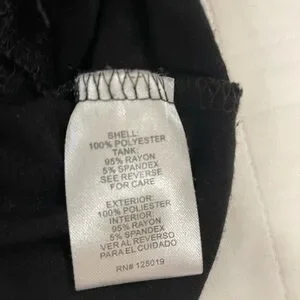 SHELL:
100% POLYESTER
TANK:
95% RAYON
5% SPANDEX
SEE REVERSE
FOR CARE
EXTERIOR:
100% POLIESTER
INTERIOR
95% RAYON
5% SPANDEX
VER AL REVERSO
PARA EL CUIDADO
RN# 125019